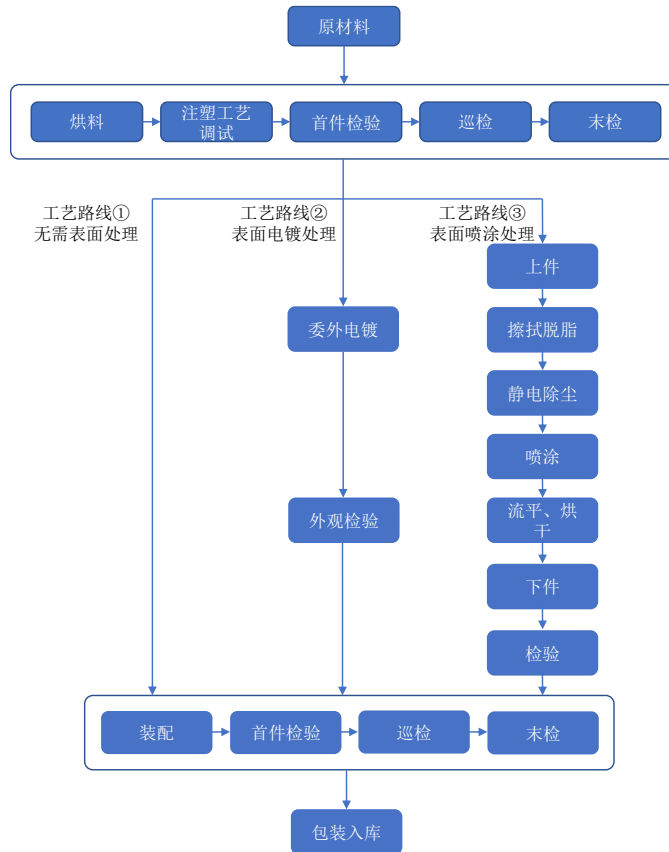 原材料
烘料
注塑工艺
调试
首件检验
巡检
末检
工艺路线①
无需表面处理
工艺路线②
表面电镀处理
工艺路线③
表面喷涂处理
上件
委外电镀
擦拭脱脂
静电除尘
喷涂
外观检验
流平、烘
干
下件
检验
装配
首件检验
巡检
末检
包装入库